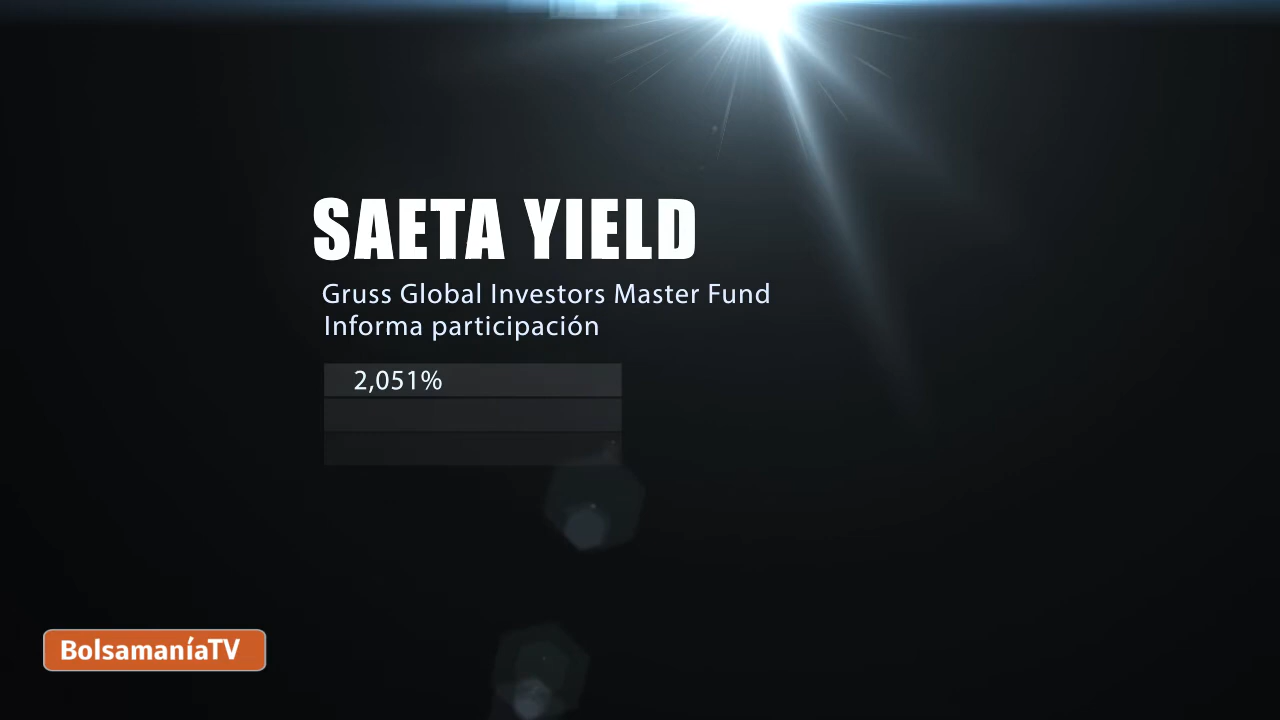 SAETA YIELD
Gruss Global Investors Master Fund
Informa participación
2,051%
BolsamaníaTV